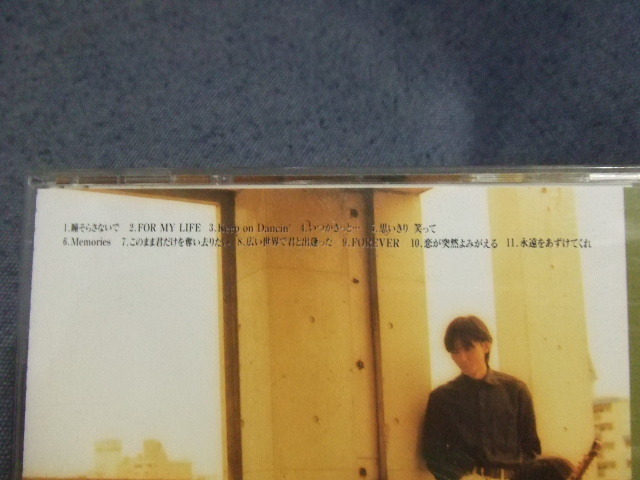 1.瞳そらさないで 2.FOR MY LIFE 3.Keep on Dancin' 4.いつかきっと… 5.思いきり 笑って
6.Memories 7.このまま君だけを奪い去りたい 8.広い世界で君と出逢った 9.FOREVER 10.恋が突然よみがえる 11.永遠をあずけてくれ